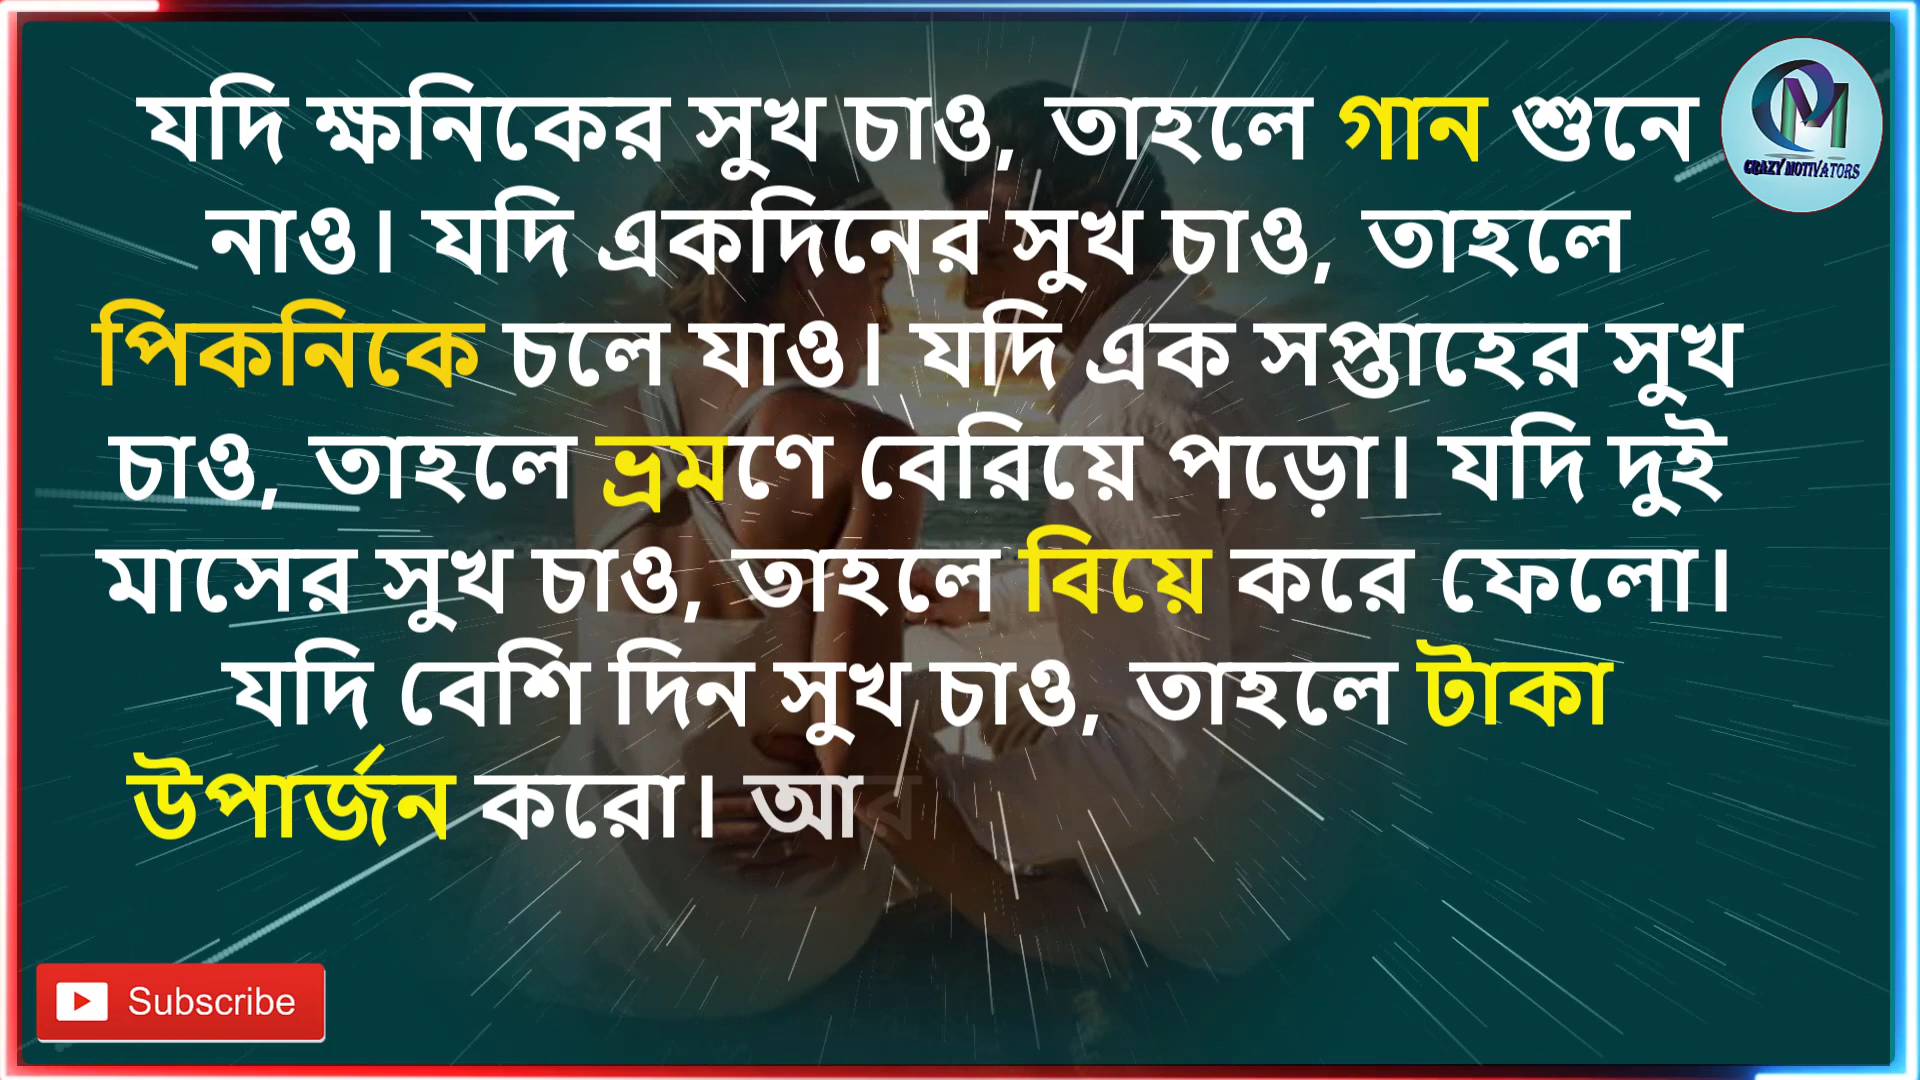 যদি ক্ষনিকের সুখ চাও, তাহলে গান শুনে
নাও। যদি একদিনের সুখ চাও, তাহলে
পিকনিকে চলে যাও। যদি এক সপ্তাহের সুখ
চাও, তাহলে ভ্রমণে বেরিয়ে পড়ো। যদি দুই
মাসের সুখ চাও, তাহলে বিয়ে করে ফেলো।
যদি বেশি দিন সুখ চাও, তাহলে টাকা
উপার্জন করো। আর
CRAZY MOTIVATORS
Subscribe